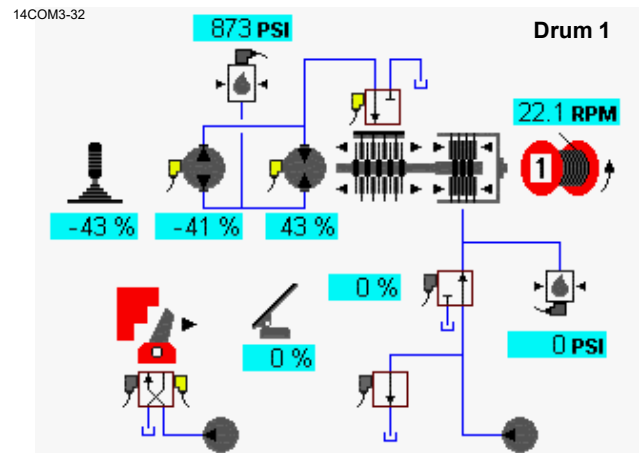 14COM3-32
873 PSI
Drum 1
22.1 RPM
1
-43 %
-41 %
43 %
0 %
0 %
0 PSI